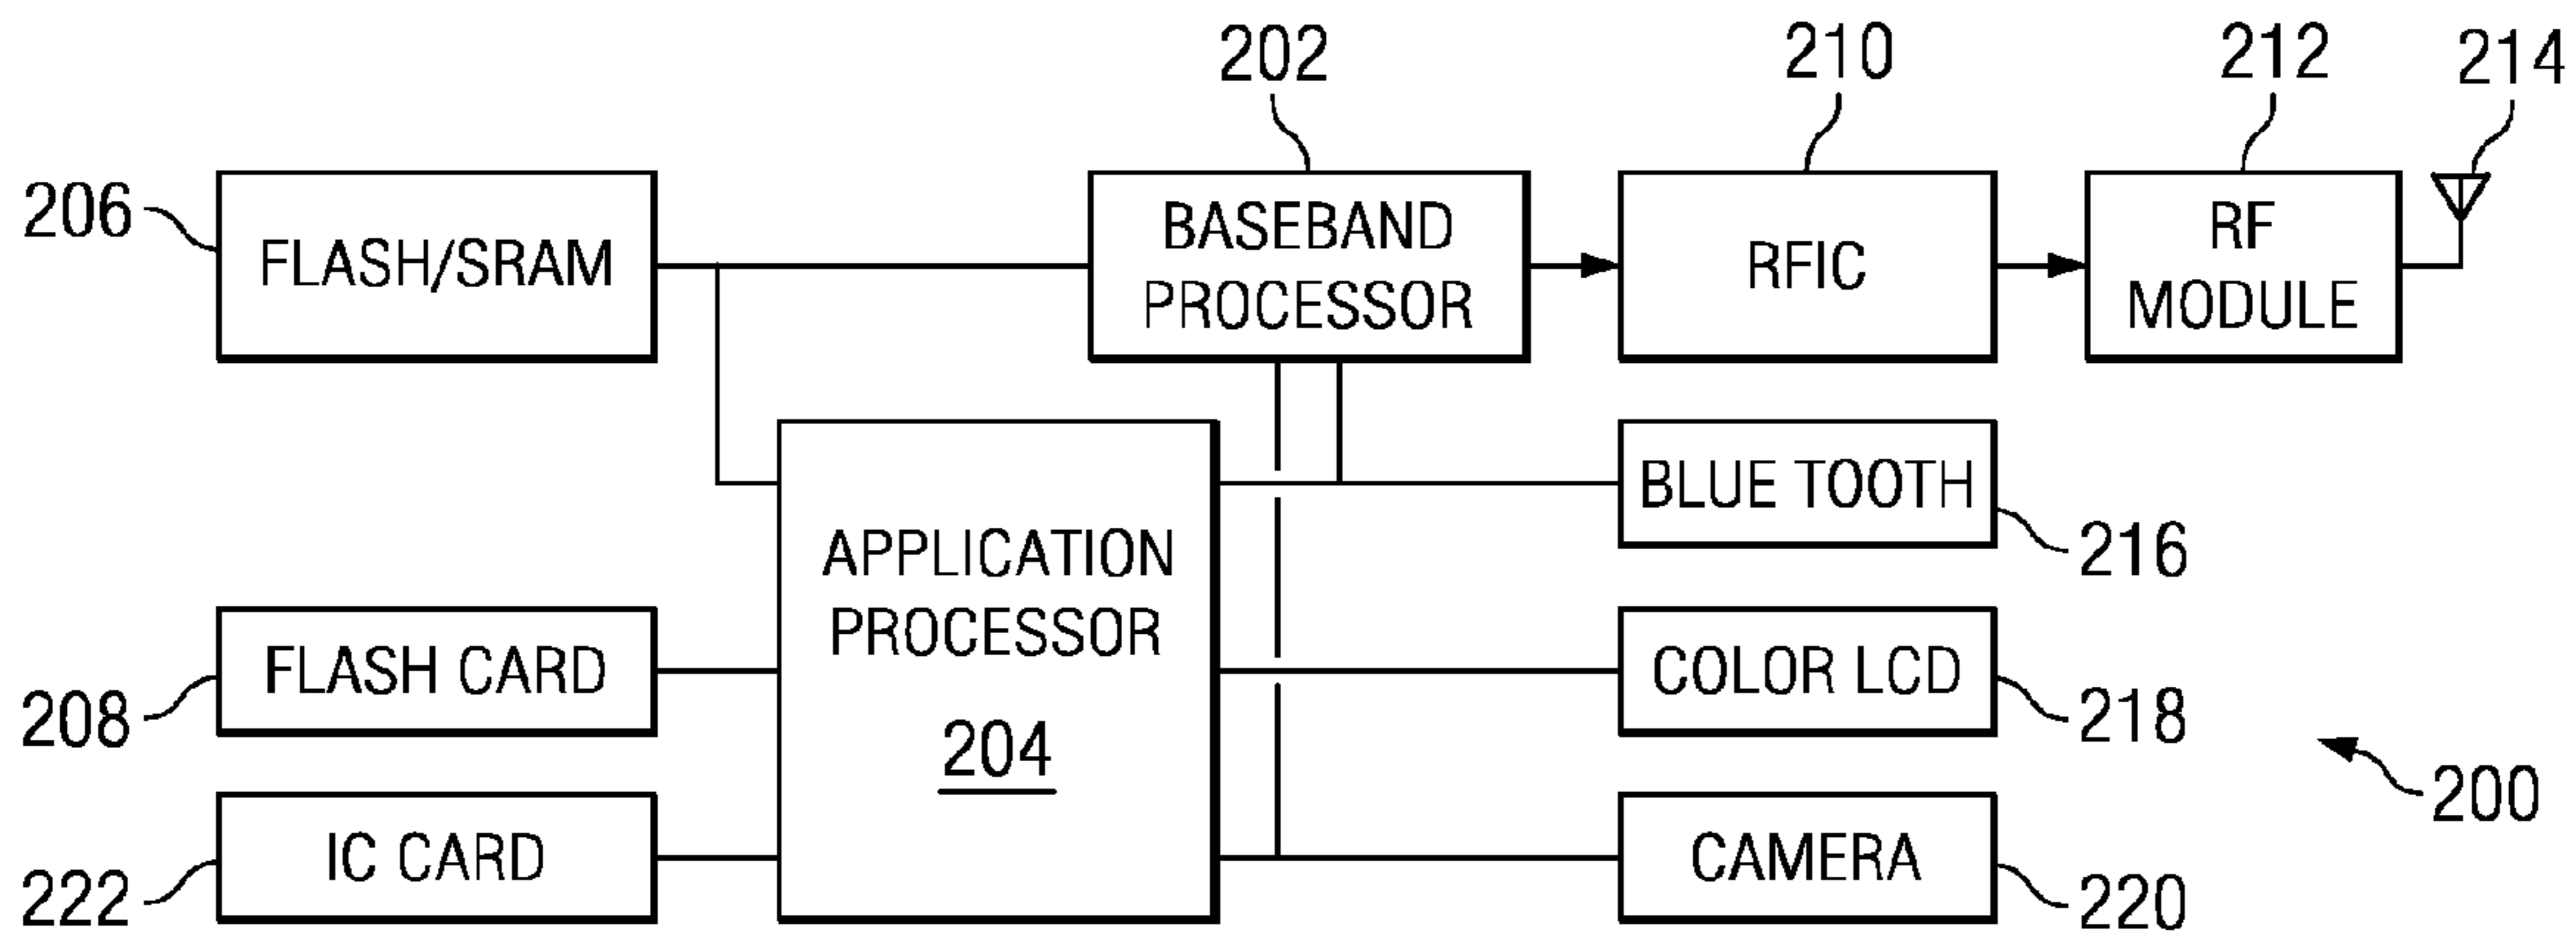 202
210
212
214
206
FLASH/SRAM
BASEBAND
PROCESSOR
RFIC
RF
MODULE
APPLICATION
PROCESSOR
204
BLUE TOOTH
216
208
FLASH CARD
COLOR LCD
218
200
222
IC CARD
CAMERA
220